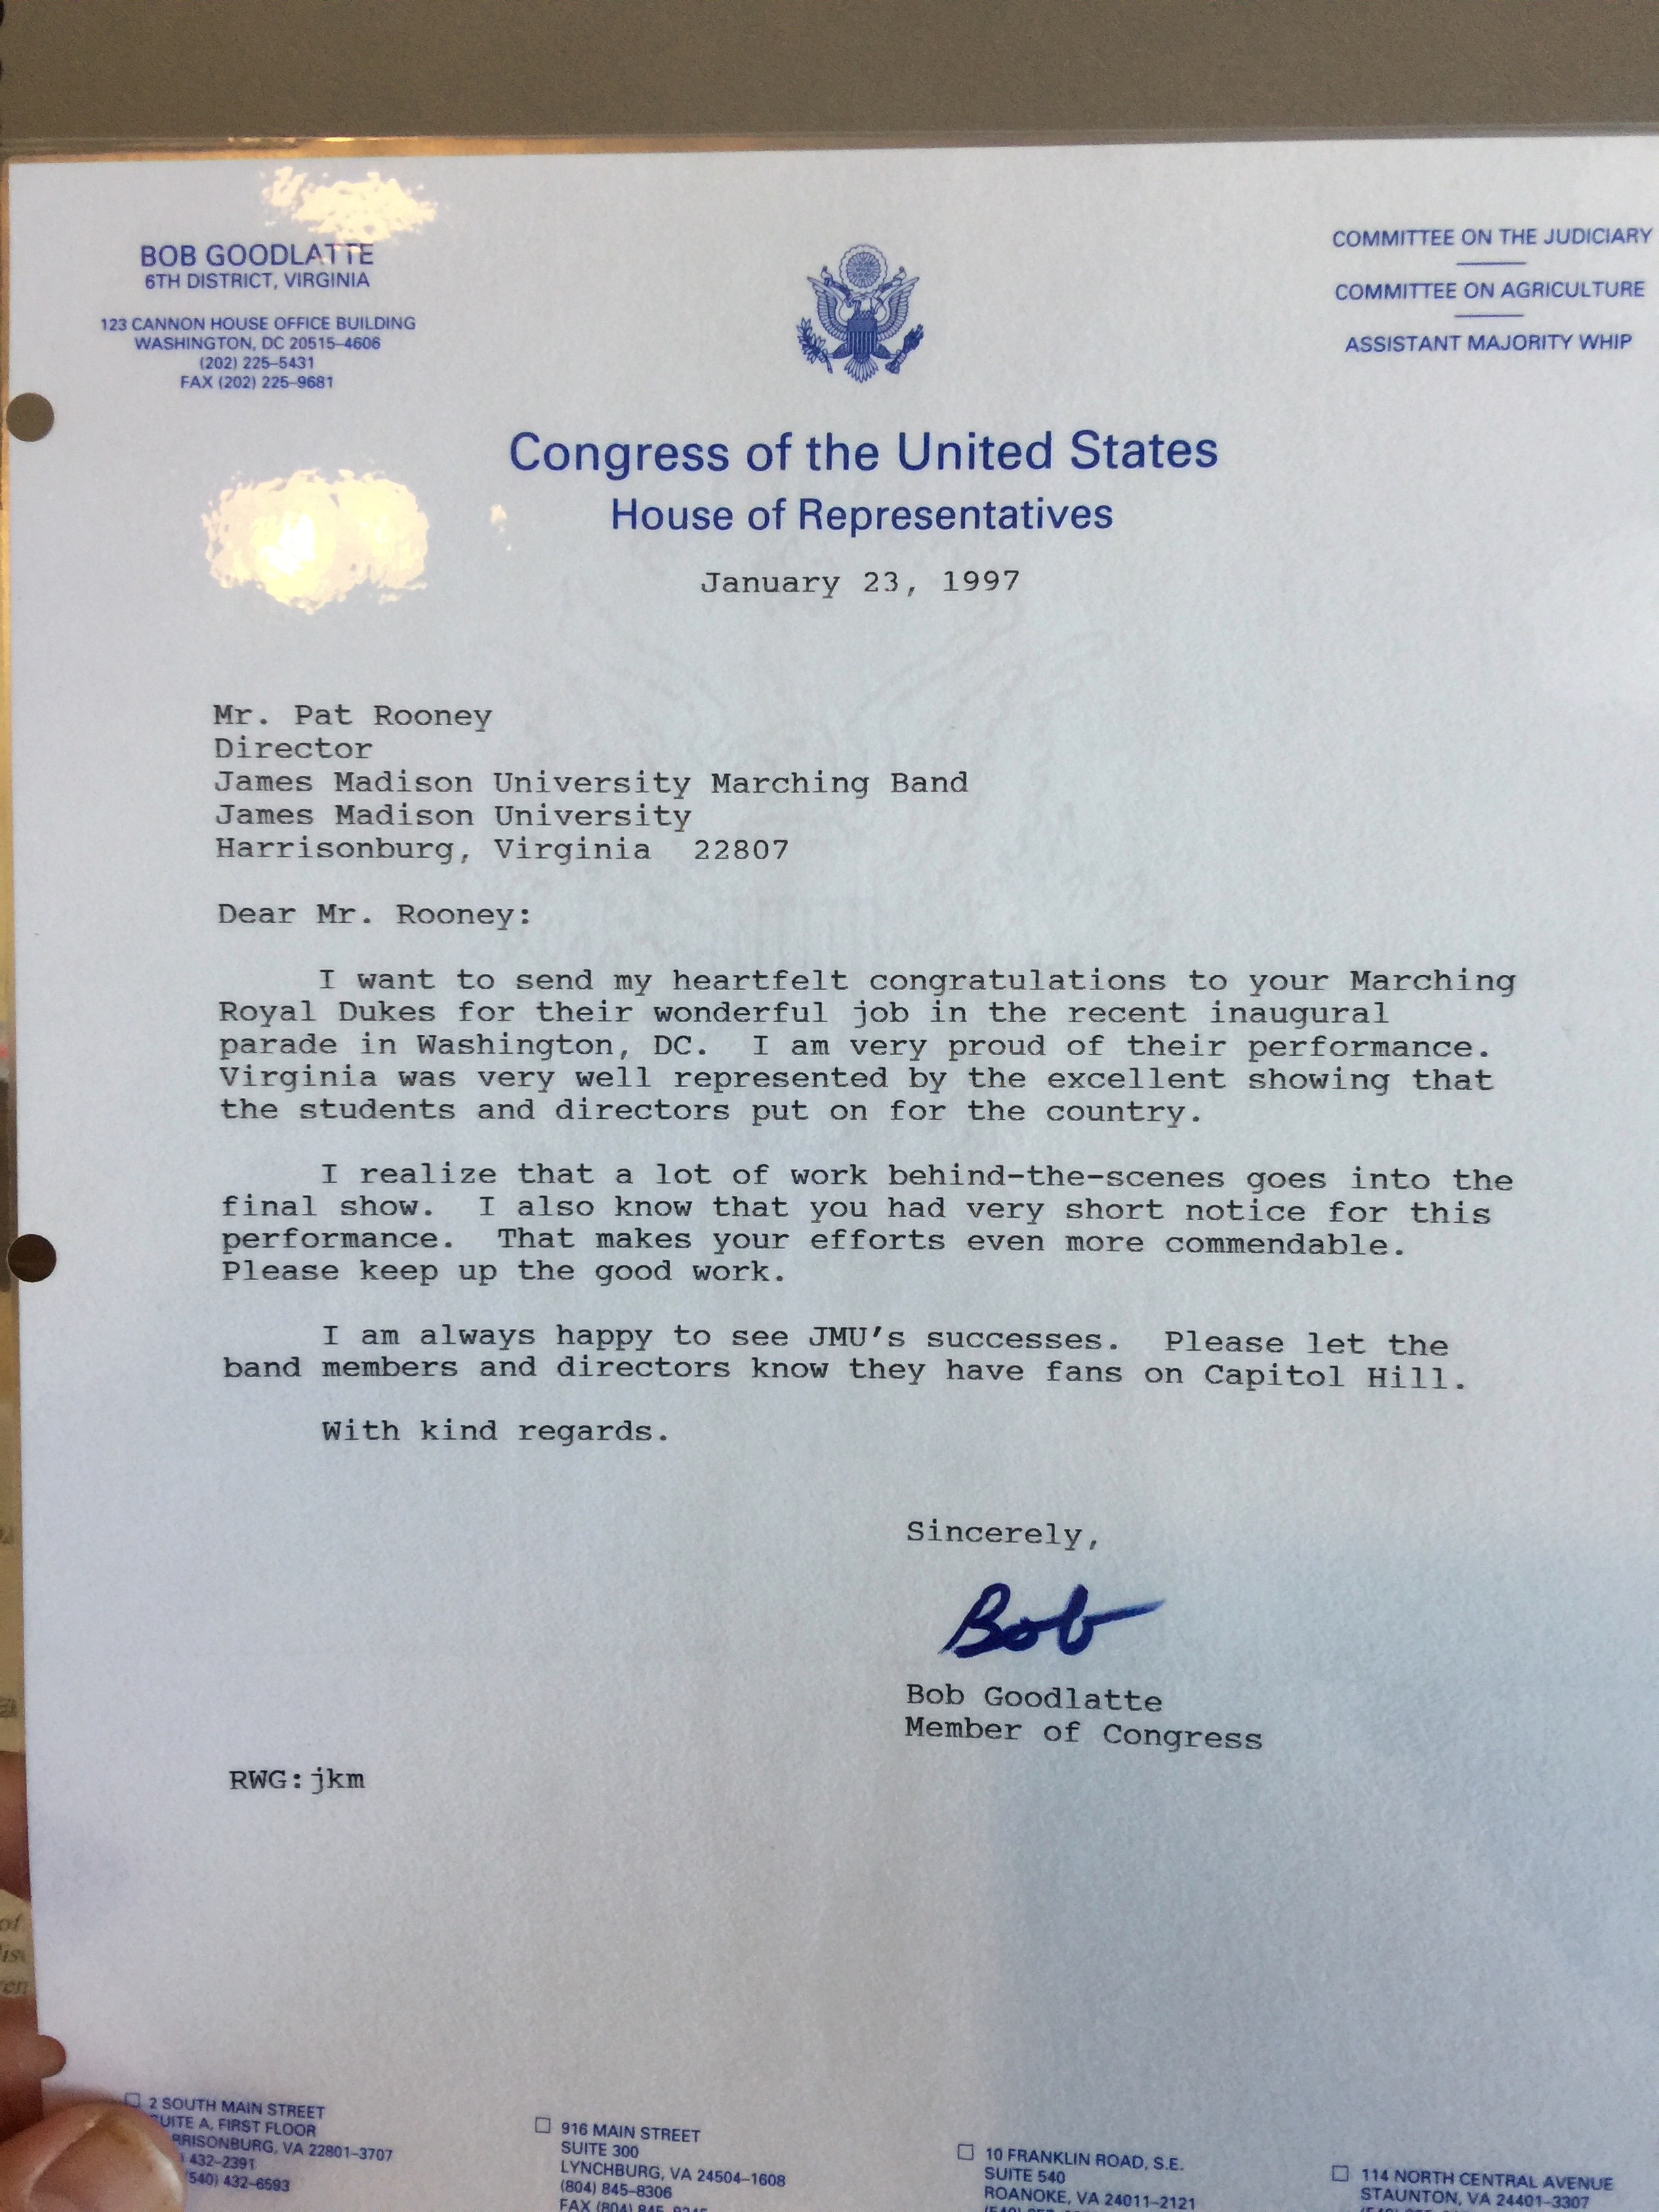 BOB GOODLATTE
6TH DISTRICT, VIRGINIA
123 CANNON HOUSE OFFICE BUILDING
WASHINGTON, DC 20515–4606
(202) 225–5431
FAX (202) 225–9681
COMMITTEE ON THE JUDICIARY
COMMITTEE ON AGRICULTURE
ASSISTANT MAJORITY WHIP
Congress of the United States
House of Representatives
January 23, 1997
Mr. Pat Rooney
Director
James Madison University Marching Band
James Madison University
Harrisonburg, Virginia  22807
Dear Mr. Rooney:
I want to send my heartfelt congratulations to your Marching
Royal Dukes for their wonderful job in the recent inaugural
parade in Washington, DC.  I am very proud of their performance.
Virginia was very well represented by the excellent showing that
the students and directors put on for the country.
I realize that a lot of work behind-the-scenes goes into the
final show.  I also know that you had very short notice for this
performance.  That makes your efforts even more commendable.
Please keep up the good work.
I am always happy to see JMU's successes.  Please let the
band members and directors know they have fans on Capitol Hill.
With kind regards.
Sincerely,
Bob
Bob Goodlatte
Member of Congress
RWG:jkm
2 SOUTH MAIN STREET
SUITE A, FIRST FLOOR
VA 22801–3707
432–2391
540) 432–6593
916 MAIN STREET
SUITE 300
LYNCHBURG, VA 24504–1608
(804) 845–8306
FAX (804)
10 FRANKLIN ROAD, S.E.
SUITE 540
ROANOKE, VA 24011–2121
114 NORTH CENTRAL AVENUE
STAUNTON, VA 24401–3307